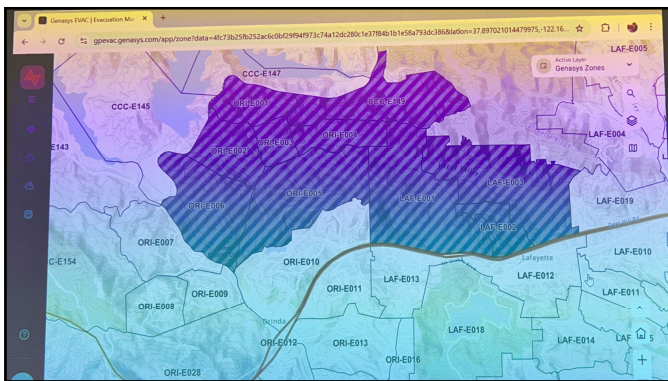 Genasys EVAC | Evacuation Mar
gpevac.genasys.com/app/zone?data=4fc73b25fb252ac6c0bf29f94f973c74a12dc280c1e37f84b1b1e58a793dc386&latlon=37.897021014479975,-122.16...
LAF-E005
Active Layer
Genasys Zones
CCC-E147
CCC-E145
ORI-E001
CCC-E149
E143
ORI-E002
ORI-E003
ORI-E004
LAF-E004
LAF-E003
ORI-E006
ORI-E005
LAF-E001
LAF-E019
LAF-E002
ORI-E007
C-E154
ORI-E010
Lafayette
LAF-E010
ORI-E009
ORI-E008
ORI-E011
LAF-E013
LAF-E012
LAF-E011
Orinda
ORI-E012
ORI-E013
LAF-E018
LAF-E014
ORI-E016
ORI-E028